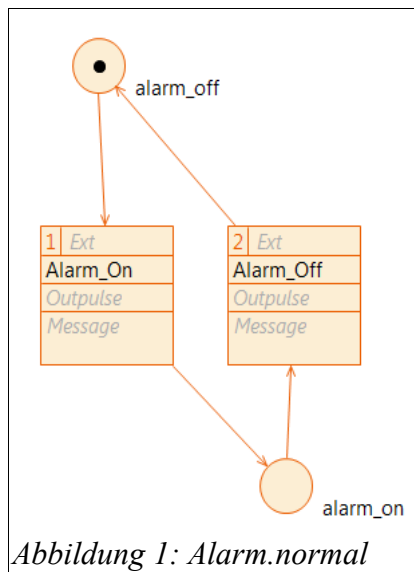 alarm_off
1 Ext
Alarm_On
Outpulse
Message
2 Ext
Alarm_Off
Outpulse
Message
alarm_on
Abbildung 1: Alarm.normal